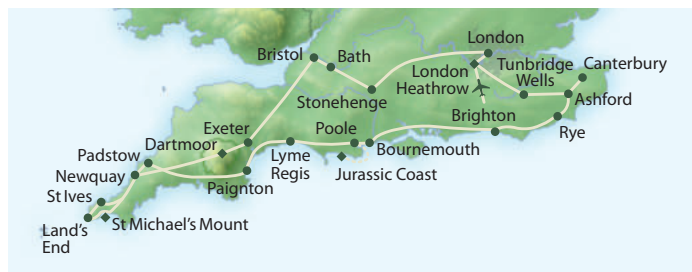 London
Bristol
Bath
London
Heathrow
Tunbridge
Wells
Canterbury
Stonehenge
Ashford
Brighton
Rye
Exeter
Poole
Bournemouth
Dartmoor
Lyme
Regis
Jurassic Coast
Padstow
Newquay
Paignton
St Ives
St Michael's Mount
Land's
End